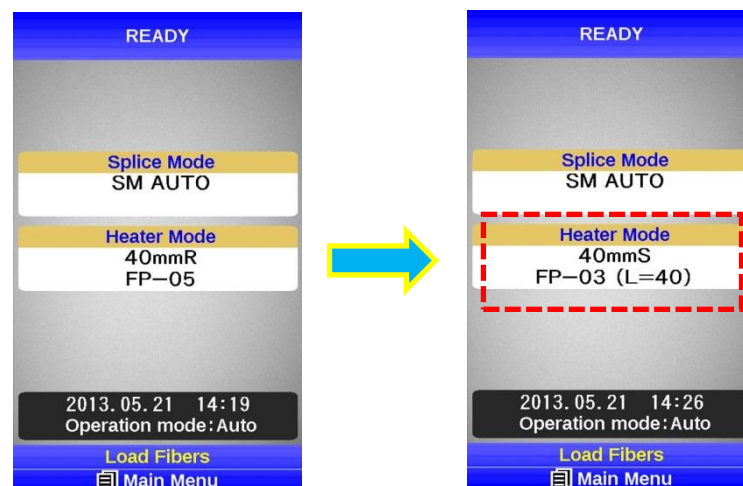 READY
Splice Mode
SM AUTO
Heater Mode
40mmR
FP-05
2013.05.21 14:19
Operation mode:Auto
Load Fibers
Main Menu
READY
Splice Mode
SM AUTO
Heater Mode
40mmS
FP-03 (L=40)
2013.05.21 14:26
Operation mode:Auto
Load Fibers
Main Menu